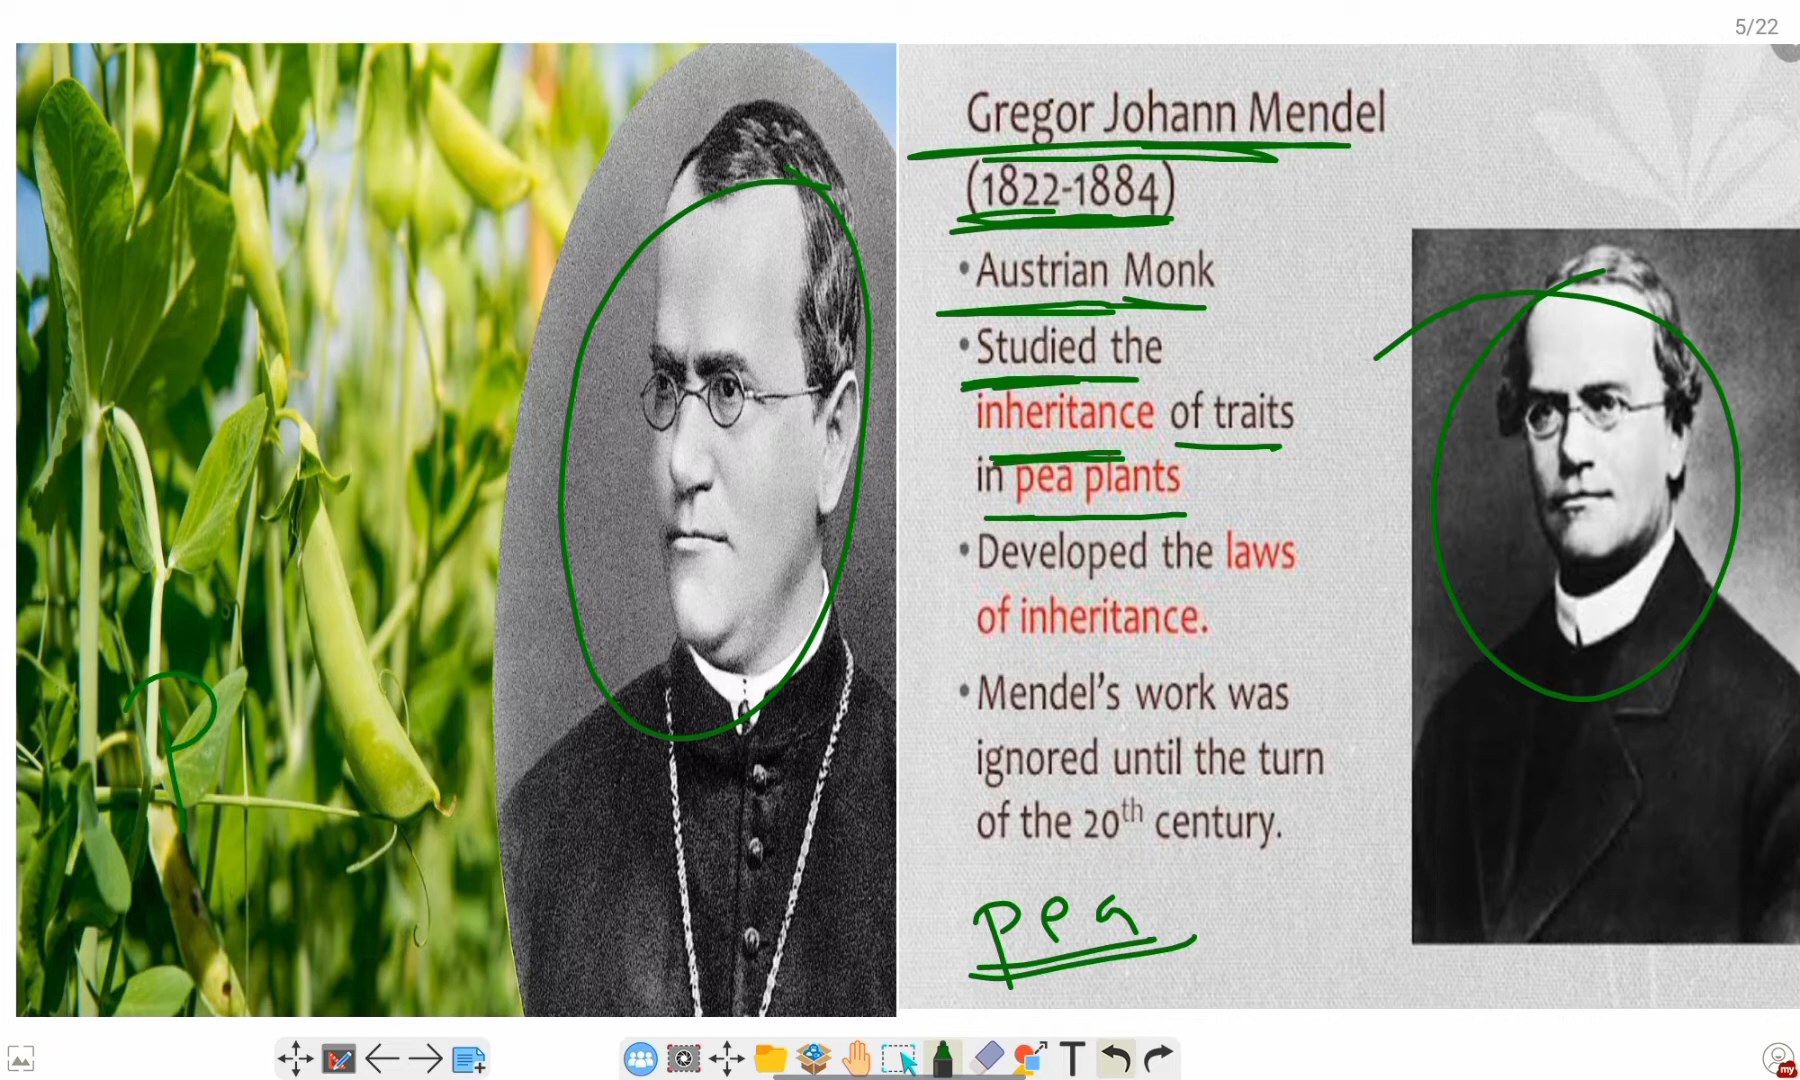 5/22
Gregor Johann Mendel
(1822-1884)
•Austrian Monk
•Studied the
inheritance of traits
in pea plants
•Developed the laws
of inheritance.
•Mendel’s work was
ignored until the turn
of the 20th century.
pea
P
T
my